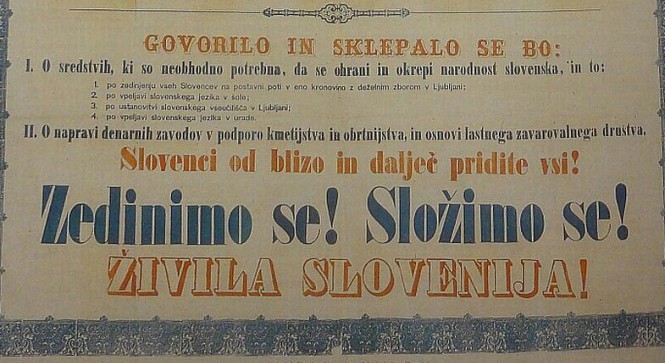 GOVORILO IN SKLEPALO SE BO:
I. O sredstvih, ki so neobhodno potrebna, da se ohrani in okrepi narodnost slovenska, in to:
1. po zedinjenju vseh Slovencev na postavni poti v eno kronovino z deželnim zborom v Ljubljani;
2. po vpeljavi slovenskega jezika v šole;
3. po ustanovitvi slovenskega vseučilišča v Ljubljani;
4. po vpeljavi slovenskega jezika v urade.
II. O napravi denarnih zavodov v podporo kmetijstva in obrtnijstva, in osnovi lastnega zavarovalnega društva.
Slovenci od blizo in dalječ pridite vsi!
Zedinimo se! Složimo se!
ŽIVILA SLOVENIJA!